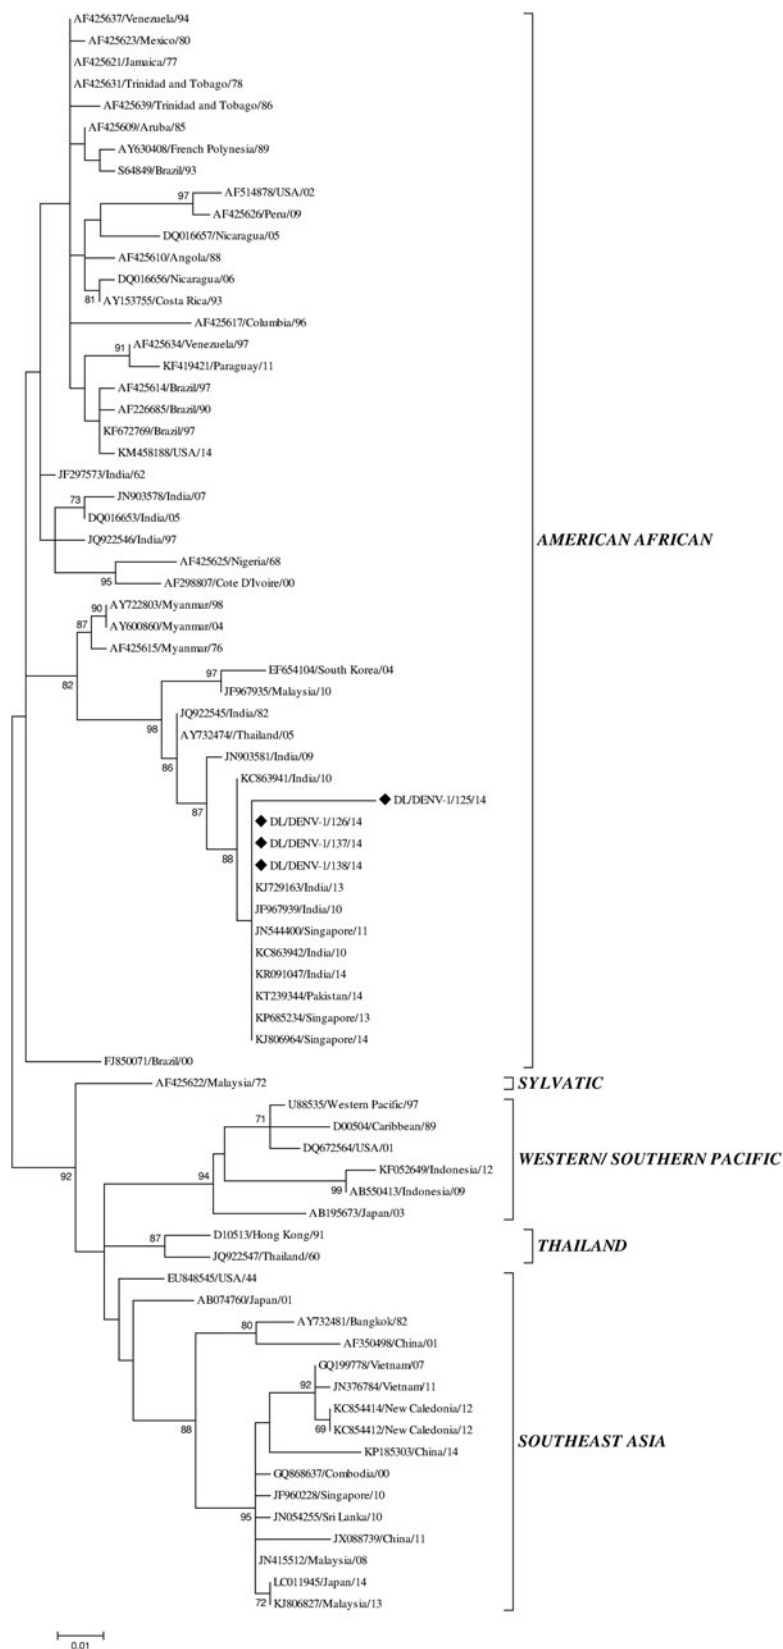 AF425637/Venezuela/94
AF425623/Mexico/80
AF425621/Jamaica/77
AF425631/Trinidad and Tobago/78
AF425639/Trinidad and Tobago/86
AF425609/Aruba/85
AY630408/French Polynesia/89
S64849/Brazil/93
97
AF514878/USA/02
AF425626/Peru/09
DQ016657/Nicaragua/05
AF425610/Angola/88
DQ016656/Nicaragua/06
81
AY153755/Costa Rica/93
AF425617/Columbia/96
91
AF425634/Venezuela/97
KF419421/Paraguay/11
AF425614/Brazil/97
AF226685/Brazil/90
KF672769/Brazil/97
KM458188/USA/14
JF297573/India/62
73
JN903578/India/07
DQ016653/India/05
JQ922546/India/97
AMERICAN AFRICAN
AF425625/Nigeria/68
95
AF298807/Cote D'Ivoire/00
90
AY722803/Myanmar/98
87
AY600860/Myanmar/04
AF425615/Myanmar/76
82
97
EF654104/South Korea/04
JF967935/Malaysia/10
98
JQ922545/India/82
AY732474//Thailand/05
86
JN903581/India/09
KC863941/India/10
87
DL/DENV-1/125/14
DL/DENV-1/126/14
DL/DENV-1/137/14
88
DL/DENV-1/138/14
KJ729163/India/13
JF967939/India/10
JN544400/Singapore/11
KC863942/India/10
KR091047/India/14
KT239344/Pakistan/14
KP685234/Singapore/13
KJ806964/Singapore/14
FJ850071/Brazil/00
AF425622/Malaysia/72
SYLVATIC
U88535/Western Pacific/97
71
D00504/Caribbean/89
DQ672564/USA/01
WESTERN/ SOUTHERN PACIFIC
92
94
KF052649/Indonesia/12
99
AB550413/Indonesia/09
AB195673/Japan/03
87
D10513/Hong Kong/91
THAILAND
JQ922547/Thailand/60
EU848545/USA/44
AB074760/Japan/01
80
AY732481/Bangkok/82
AF350498/China/01
GQ199778/Vietnam/07
92
JN376784/Vietnam/11
KC854414/New Caledonia/12
88
69
KC854412/New Caledonia/12
SOUTHEAST ASIA
KP185303/China/14
GQ868637/Combodia/00
JF960228/Singapore/10
95
JN054255/Sri Lanka/10
JX088739/China/11
JN415512/Malaysia/08
LC011945/Japan/14
72
KJ806827/Malaysia/13
0.01